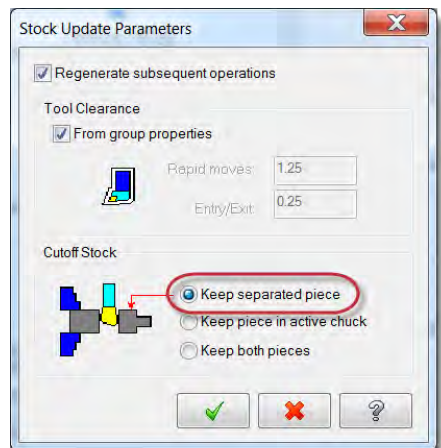 Stock Update Parameters
Regenerate subsequent operations
Tool Clearance
From group properties
Rapid moves: 1.25
Entry/Exit: 0.25
Cutoff Stock
Keep separated piece
Keep piece in active chuck
Keep both pieces